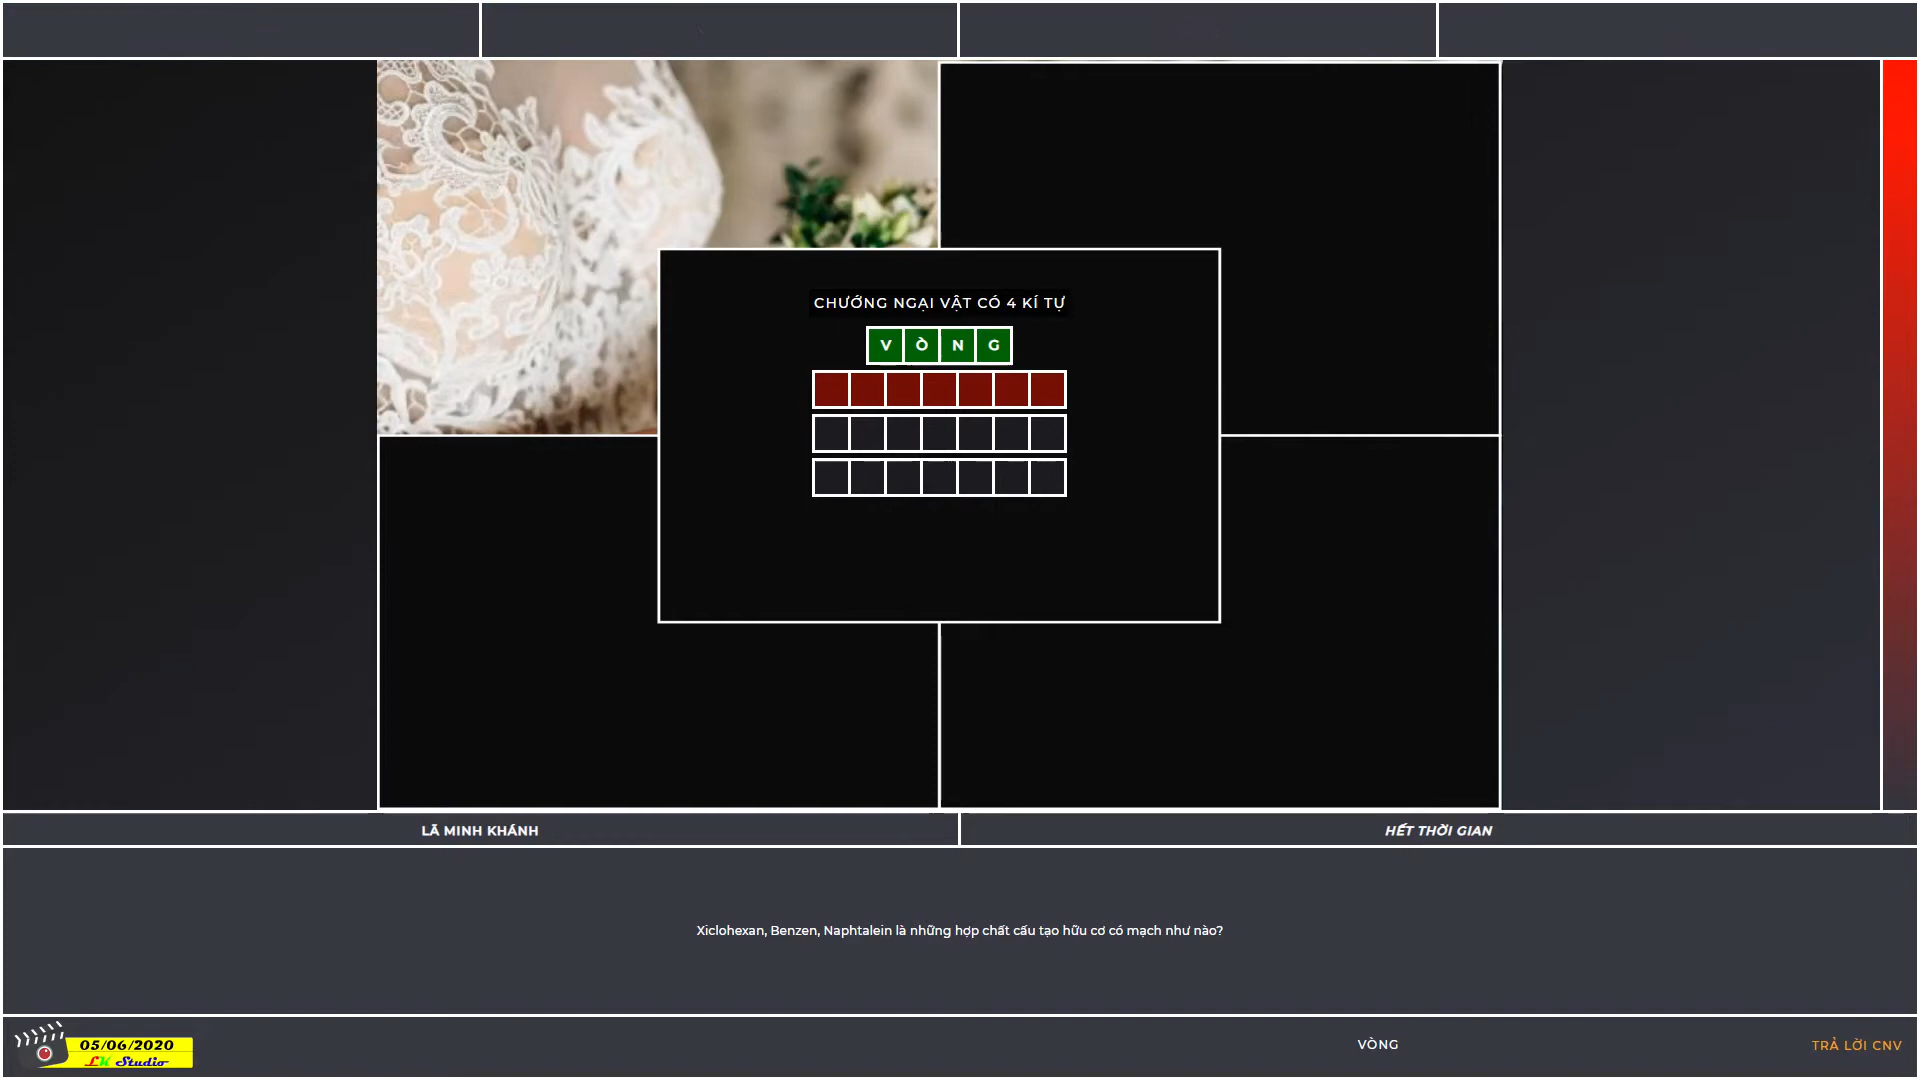 CHƯỚNG NGẠI VẬT CÓ 4 KÍ TỰ
VÒNG
LÃ MINH KHÁNH
HẾT THỜI GIAN
Xiclohexan, Benzen, Naphtalein là những hợp chất cấu tạo hữu cơ có mạch như nào?
05/06/2020
LK Studio
VÒNG
TRẢ LỜI CNV